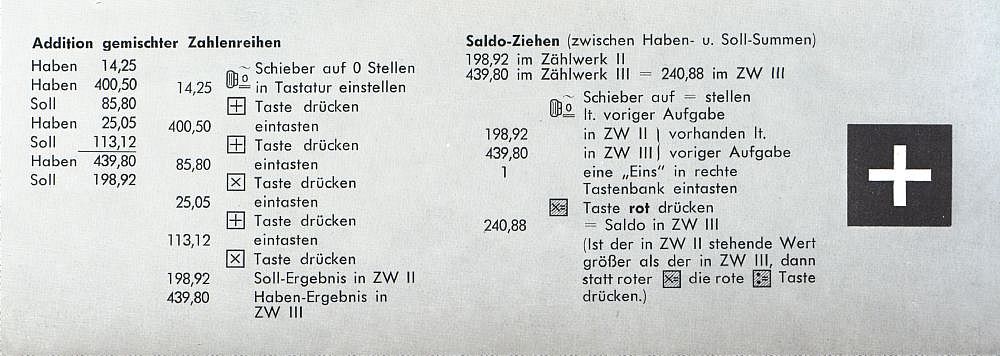 Addition gemischter Zahlenreihen
Haben 14,25
Haben 400,50
Soll 85,80
Haben 25,05
Soll 113,12
Haben 439,80
Soll 198,92
Schieber auf 0 Stellen
14,25 in Tastatur einstellen
+ Taste drücken
400,50 eintasten
+ Taste drücken
85,80 eintasten
× Taste drücken
25,05 eintasten
+ Taste drücken
113,12 eintasten
× Taste drücken
198,92 Soll-Ergebnis in ZW II
439,80 Haben-Ergebnis in
ZW III
Saldo-Ziehen (zwischen Haben- u. Soll-Summen)
198,92 im Zählwerk II
439,80 im Zählwerk III = 240,88 im ZW III
Schieber auf = stellen
lt. voriger Aufgabe
198,92 in ZW II } vorhanden lt.
439,80 in ZW III } voriger Aufgabe
1 eine „Eins" in rechte
Tastenbank eintasten
Taste rot drücken
240,88 = Saldo in ZW III
(Ist der in ZW II stehende Wert
größer als der in ZW III, dann
statt roter die rote Taste
drücken.)
+